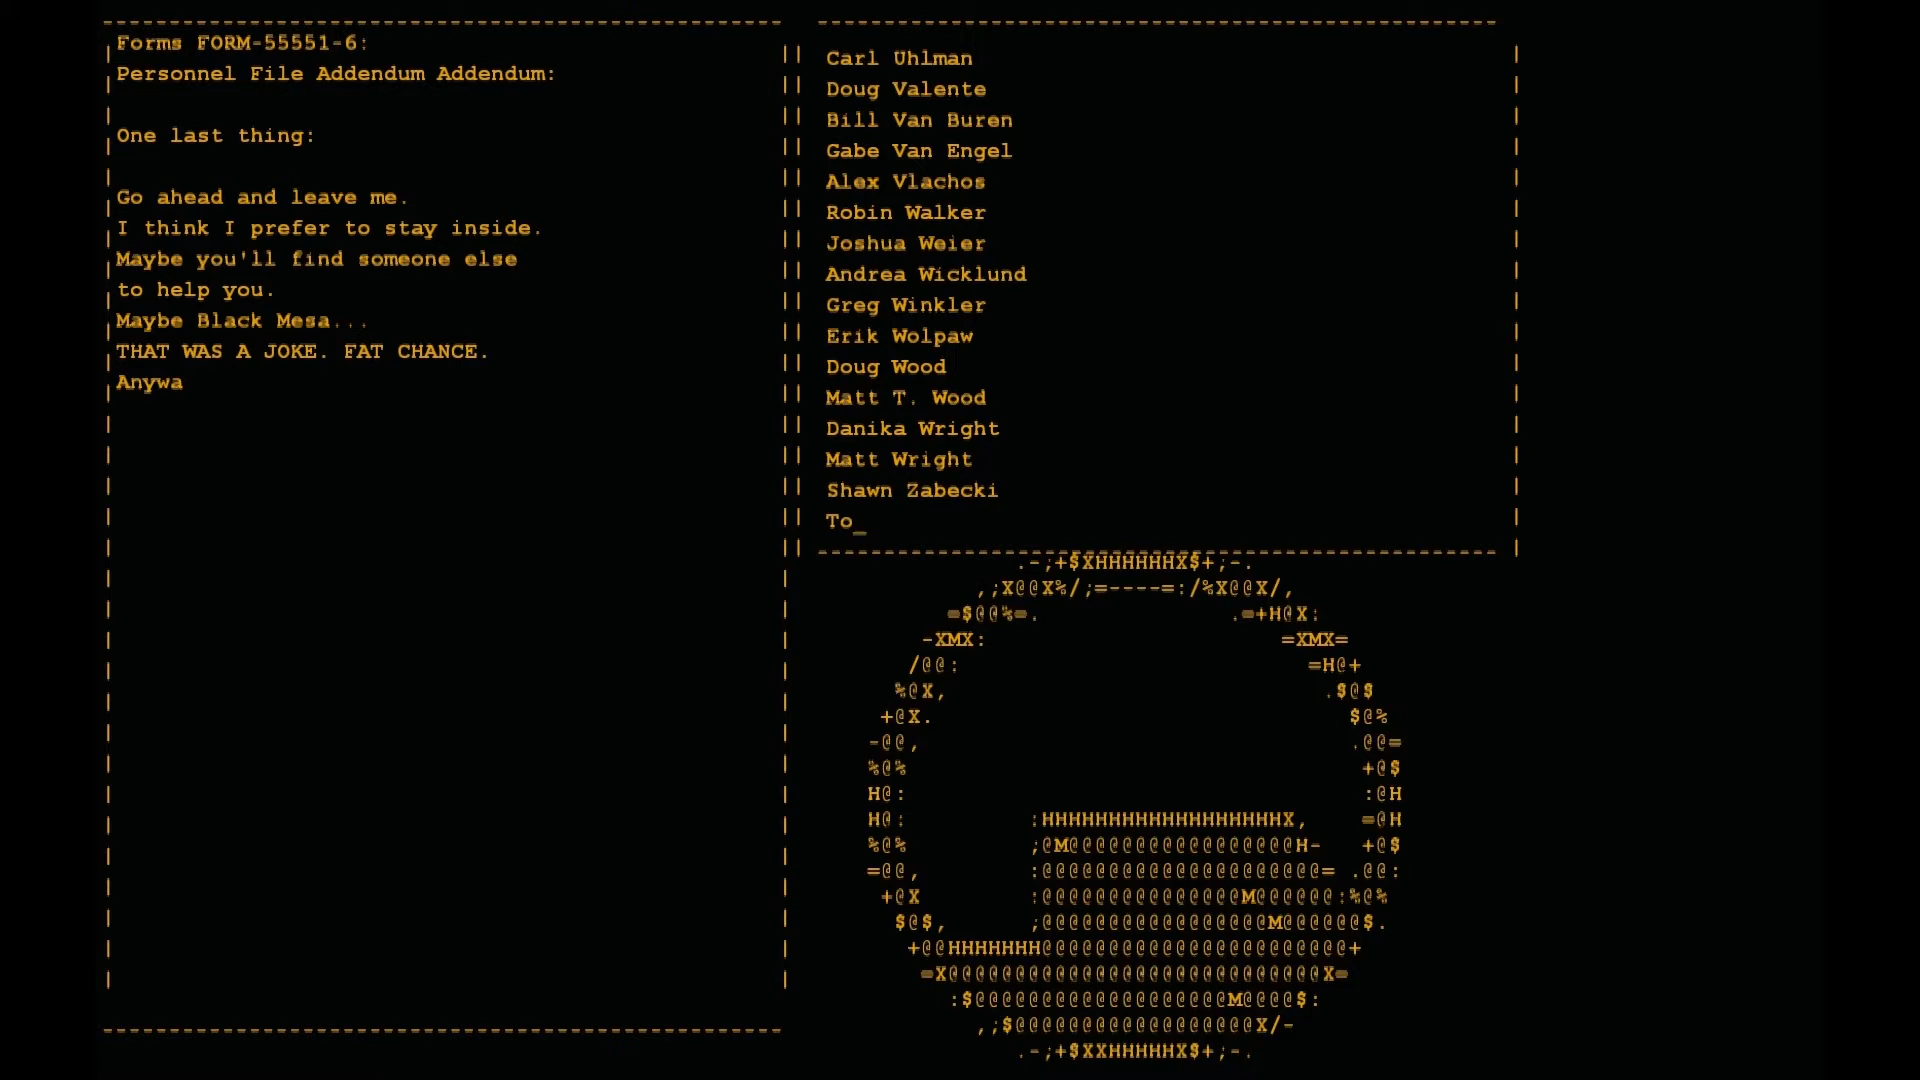 Forms FORM-55551-6:
Personnel File Addendum Addendum:
One last thing:
Go ahead and leave me.
I think I prefer to stay inside.
Maybe you'll find someone else
to help you.
Maybe Black Mesa...
THAT WAS A JOKE. FAT CHANCE.
Anywa
Carl Uhlman
Doug Valente
Bill Van Buren
Gabe Van Engel
Alex Vlachos
Robin Walker
Joshua Weier
Andrea Wicklund
Greg Winkler
Erik Wolpaw
Doug Wood
Matt T. Wood
Danika Wright
Matt Wright
Shawn Zabecki
To_